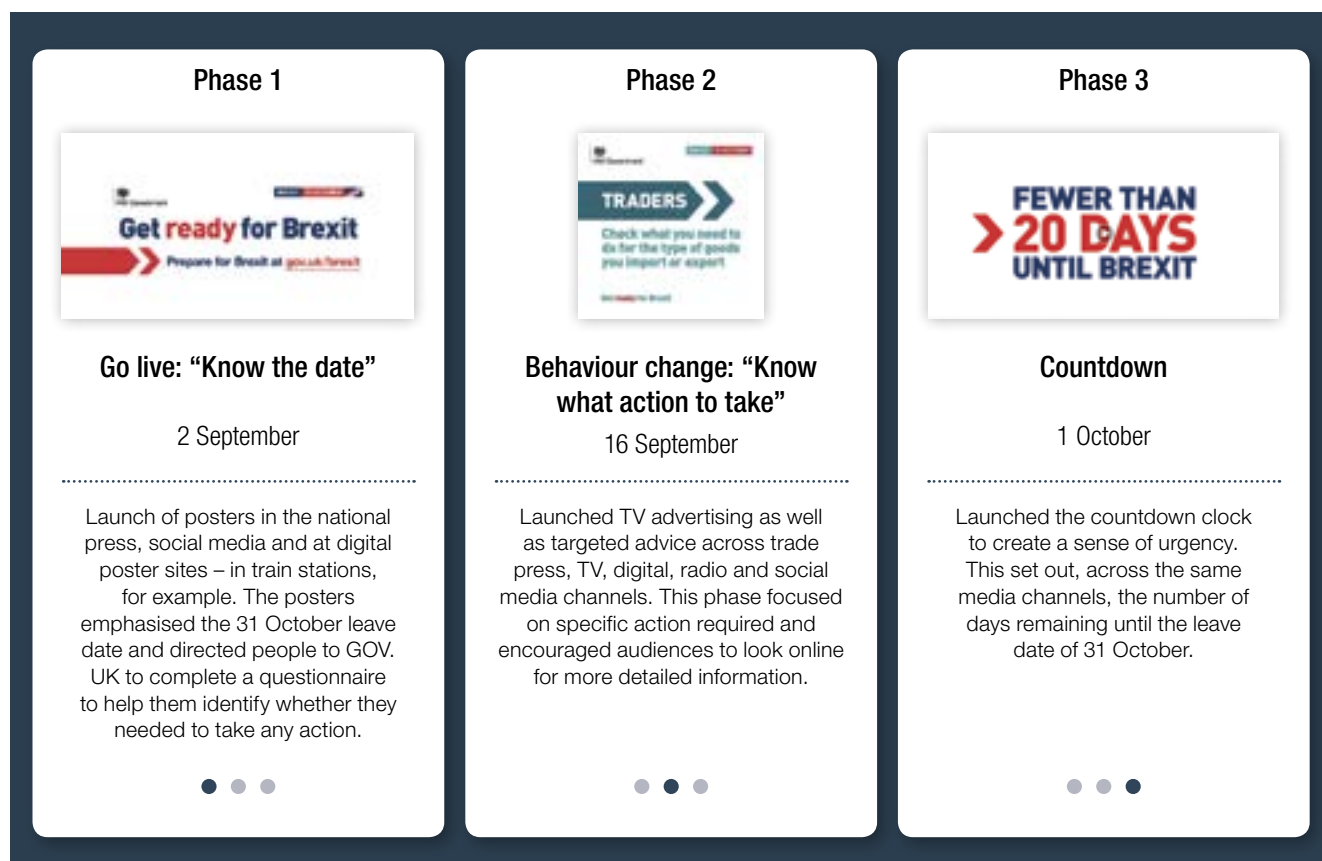 Phase 1
Get ready for Brexit
Prepare for Brexit at gov.uk/brexit
Go live: “Know the date”
2 September
Launch of posters in the national
press, social media and at digital
poster sites – in train stations,
for example. The posters
emphasised the 31 October leave
date and directed people to GOV.
UK to complete a questionnaire
to help them identify whether they
needed to take any action.
Phase 2
TRADERS
Check what you need to
do for the type of goods
you import or export
Get ready for Brexit
Behaviour change: “Know
what action to take”
16 September
Launched TV advertising as well
as targeted advice across trade
press, TV, digital, radio and social
media channels. This phase focused
on specific action required and
encouraged audiences to look online
for more detailed information.
Phase 3
FEWER THAN
20 DAYS
UNTIL BREXIT
Countdown
1 October
Launched the countdown clock
to create a sense of urgency.
This set out, across the same
media channels, the number of
days remaining until the leave
date of 31 October.